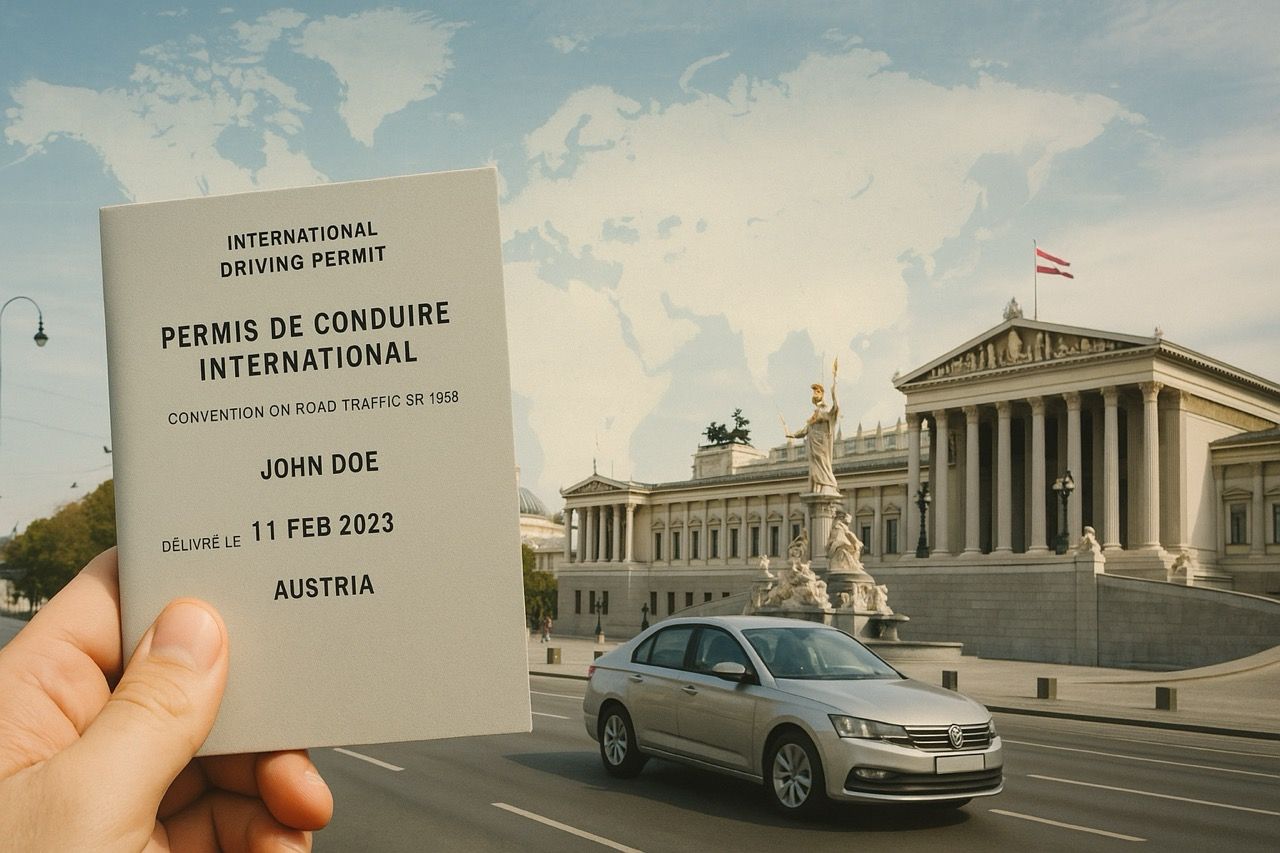 INTERNATIONAL
DRIVING PERMIT
PERMIS DE CONDUIRE
INTERNATIONAL
CONVENTION ON ROAD TRAFFIC SR 1958
JOHN DOE
DĒLIVRË LE 11 FEB 2023
AUSTRIA